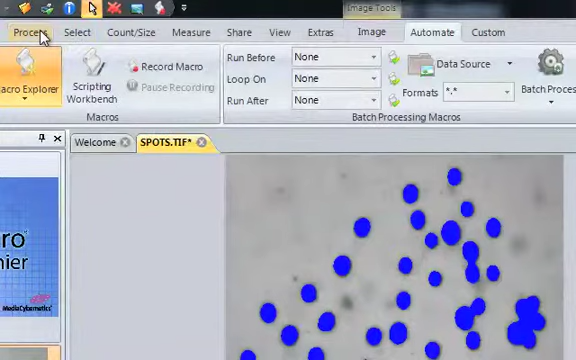 Image Tools
Process Select Count/Size Measure Share View Extras Image Automate Custom
Run Before None
Record Macro Data Source
Loop On None
Macro Explorer Scripting Workbench
Pause Recording Formats *.*
Batch Proces
Run After None
Macros Batch Processing Macros
Welcome SPOTS.TIF*
ro
nier
MediaCybernetics